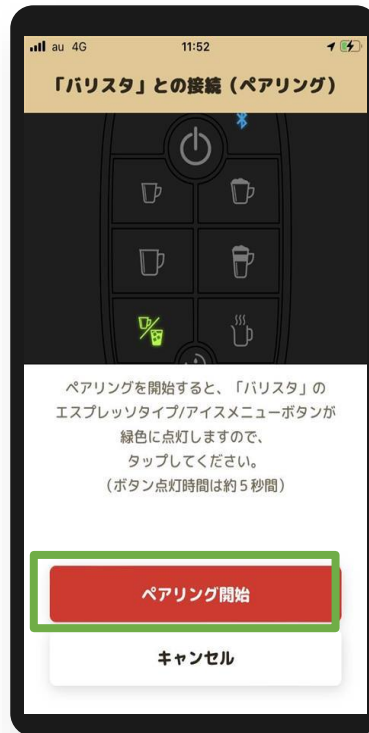 au 4G 11:52
「バリスタ」との接続（ペアリング）
ペアリングを開始すると、「バリスタ」の
エスプレッソタイプ/アイスメニューボタンが
緑色に点灯しますので、
タップしてください。
（ボタン点灯時間は約5秒間）
ペアリング開始
キャンセル